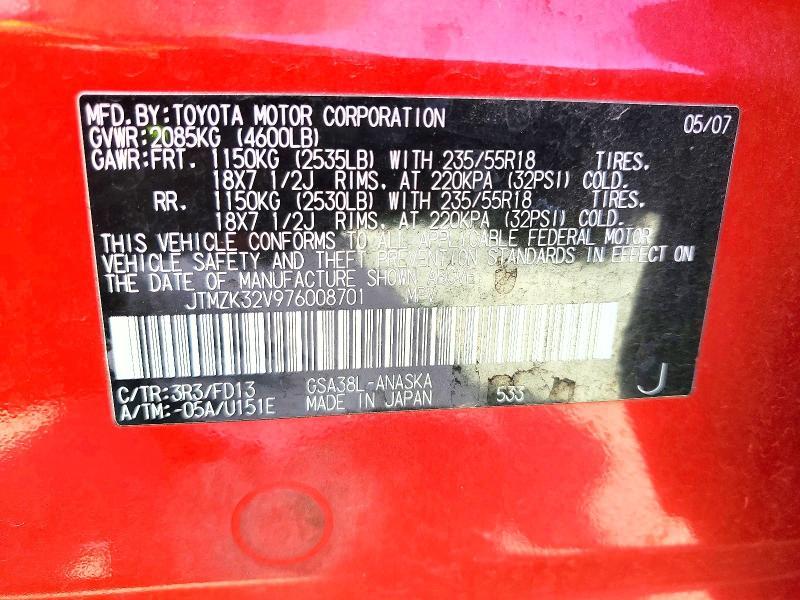 MFD.BY:TOYOTA MOTOR CORPORATION 05/07
GVWR:2085KG (4600LB)
GAWR:FRT. 1150KG (2535LB) WITH 235/55R18 TIRES.
18X7 1/2J RIMS. AT 220KPA (32PSI) COLD.
RR. 1150KG (2530LB) WITH 235/55R18 TIRES.
18X7 1/2J RIMS. AT 220KPA (32PSI) COLD.
THIS VEHICLE CONFORMS TO ALL APPLICABLE FEDERAL MOTOR
VEHICLE SAFETY AND THEFT PREVENTION STANDARDS IN EFFECT ON
THE DATE OF MANUFACTURE SHOWN ABOVE.
JTMZK32V976008701
C/TR:3R3/FD13 GSA38L-ANASKA
A/TM:-05A/U151E MADE IN JAPAN 533 J